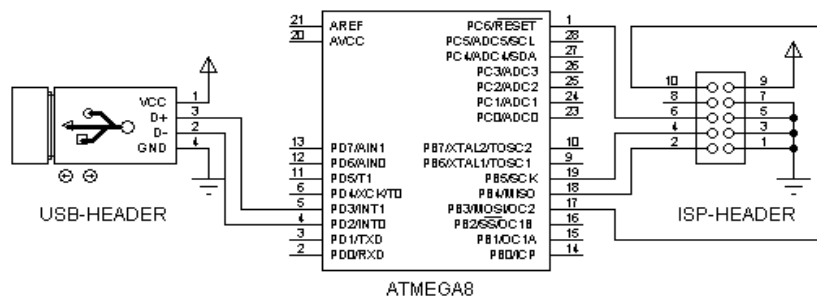 21 AREF PC6/RESET 1
20 AVCC PC5/ADC5/SCL 28
PC4/ADC4/SDA 27
PC3/ADC3 26
PC2/ADC2 25
PC1/ADC1 24
PC0/ADC0 23
VCC 1
D+ 3
D- 2
GND 4
10 9
8 7
6 5
4 3
2 1
13 PD7/AIN1 PB7/XTAL2/TOSC2 10
12 PD6/AIN0 PB6/XTAL1/TOSC1 9
11 PD5/T1 PB5/SCK 19
6 PD4/XCK/T0 PB4/MISO 18
5 PD3/INT1 PB3/MOSI/OC2 17
4 PD2/INT0 PB2/SS/OC1B 16
3 PD1/TXD PB1/OC1A 15
2 PD0/RXD PB0/ICP 14
USB-HEADER
ISP-HEADER
ATMEGA8